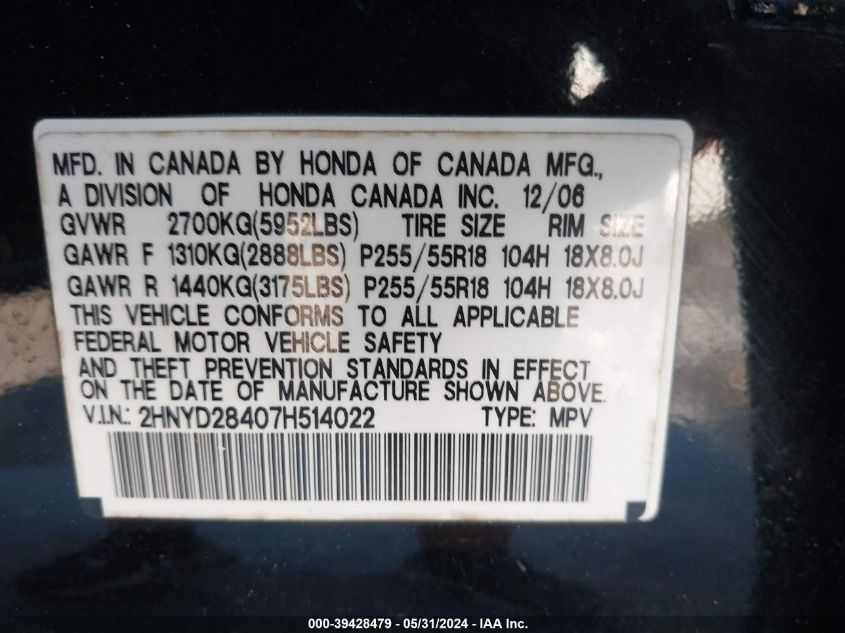 MFD. IN CANADA BY HONDA OF CANADA MFG.,
A DIVISION OF HONDA CANADA INC. 12/06
GVWR 2700KG(5952LBS) TIRE SIZE RIM SIZE
GAWR F 1310KG(2888LBS) P255/55R18 104H 18X8.0J
GAWR R 1440KG(3175LBS) P255/55R18 104H 18X8.0J
THIS VEHICLE CONFORMS TO ALL APPLICABLE
FEDERAL MOTOR VEHICLE SAFETY
AND THEFT PREVENTION STANDARDS IN EFFECT
ON THE DATE OF MANUFACTURE SHOWN ABOVE.
V.I.N.: 2HNYD28407H514022 TYPE: MPV
000-39428479 - 05/31/2024 - IAA Inc.